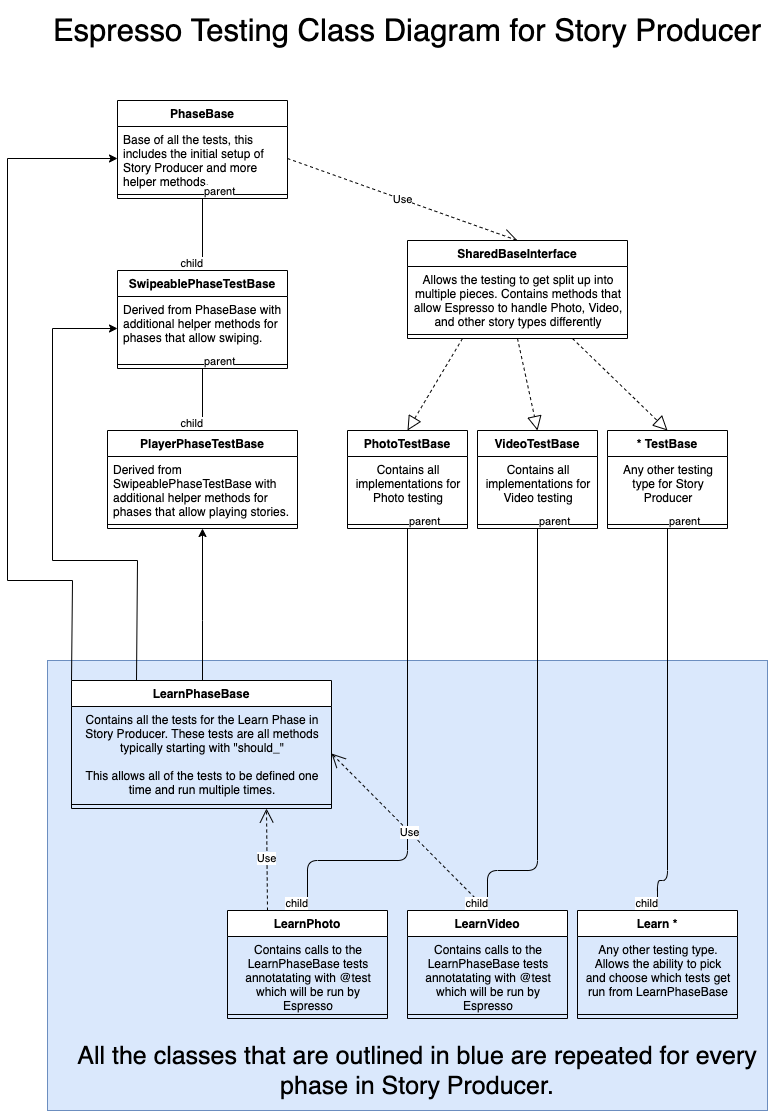 Espresso Testing Class Diagram for Story Producer
PhaseBase
Base of all the tests, this
includes the initial setup of
Story Producer and more
helper methods
parent
Use
child
SharedBaseInterface
Allows the testing to get split up into
multiple pieces. Contains methods that
allow Espresso to handle Photo, Video,
and other story types differently
SwipeablePhaseTestBase
Derived from PhaseBase with
additional helper methods for
phases that allow swiping.
parent
child
PlayerPhaseTestBase
Derived from
SwipeablePhaseTestBase with
additional helper methods for
phases that allow playing stories.
PhotoTestBase
Contains all
implementations for
Photo testing
parent
VideoTestBase
Contains all
implementations for
Video testing
parent
* TestBase
Any other testing
type for Story
Producer
parent
LearnPhaseBase
Contains all the tests for the Learn Phase in
Story Producer. These tests are all methods
typically starting with "should_"
This allows all of the tests to be defined one
time and run multiple times.
Use
Use
child
child
child
LearnPhoto
Contains calls to the
LearnPhaseBase tests
annotatating with @test
which will be run by
Espresso
LearnVideo
Contains calls to the
LearnPhaseBase tests
annotatating with @test
which will be run by
Espresso
Learn *
Any other testing type.
Allows the ability to pick
and choose which tests get
run from LearnPhaseBase
All the classes that are outlined in blue are repeated for every
phase in Story Producer.